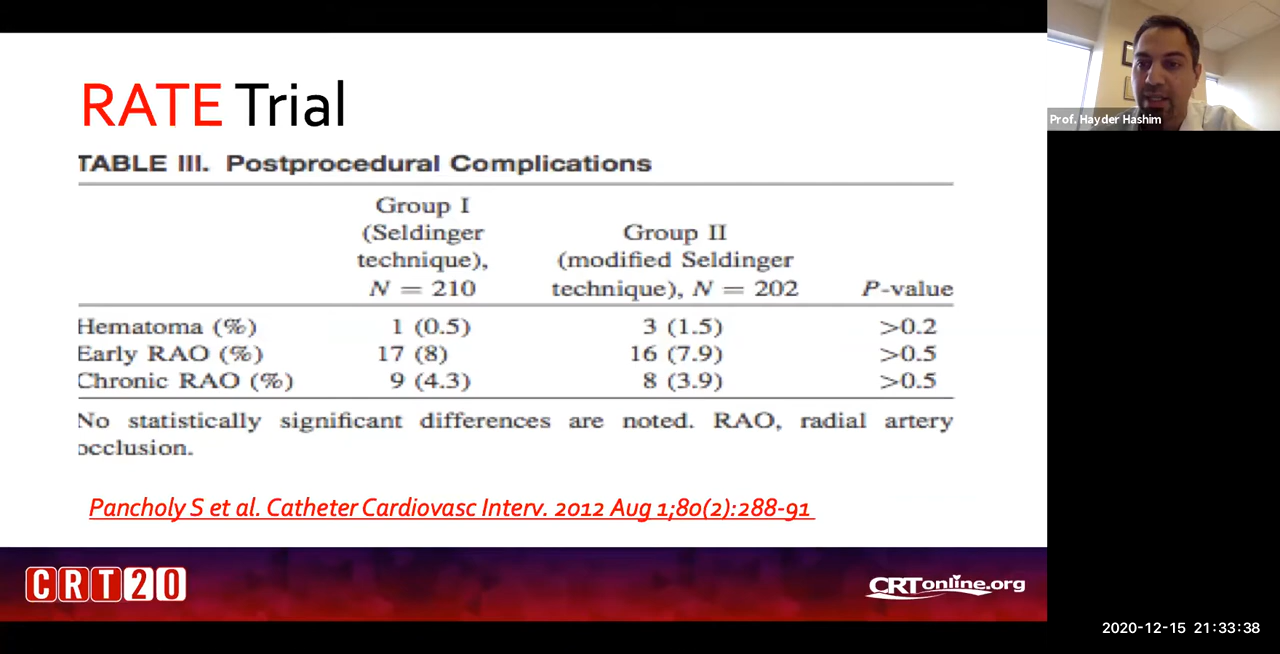 RATE Trial
TABLE III. Postprocedural Complications
Group I
(Seldinger
technique),
N = 210
Group II
(modified Seldinger
technique), N = 202
P-value
Hematoma (%) 1 (0.5) 3 (1.5) >0.2
Early RAO (%) 17 (8) 16 (7.9) >0.5
Chronic RAO (%) 9 (4.3) 8 (3.9) >0.5
No statistically significant differences are noted. RAO, radial artery
occlusion.
Pancholy S et al. Catheter Cardiovasc Interv. 2012 Aug 1;80(2):288-91
CRT20
CRTonline.org
Prof. Hayder Hashim
2020-12-15 21:33:38